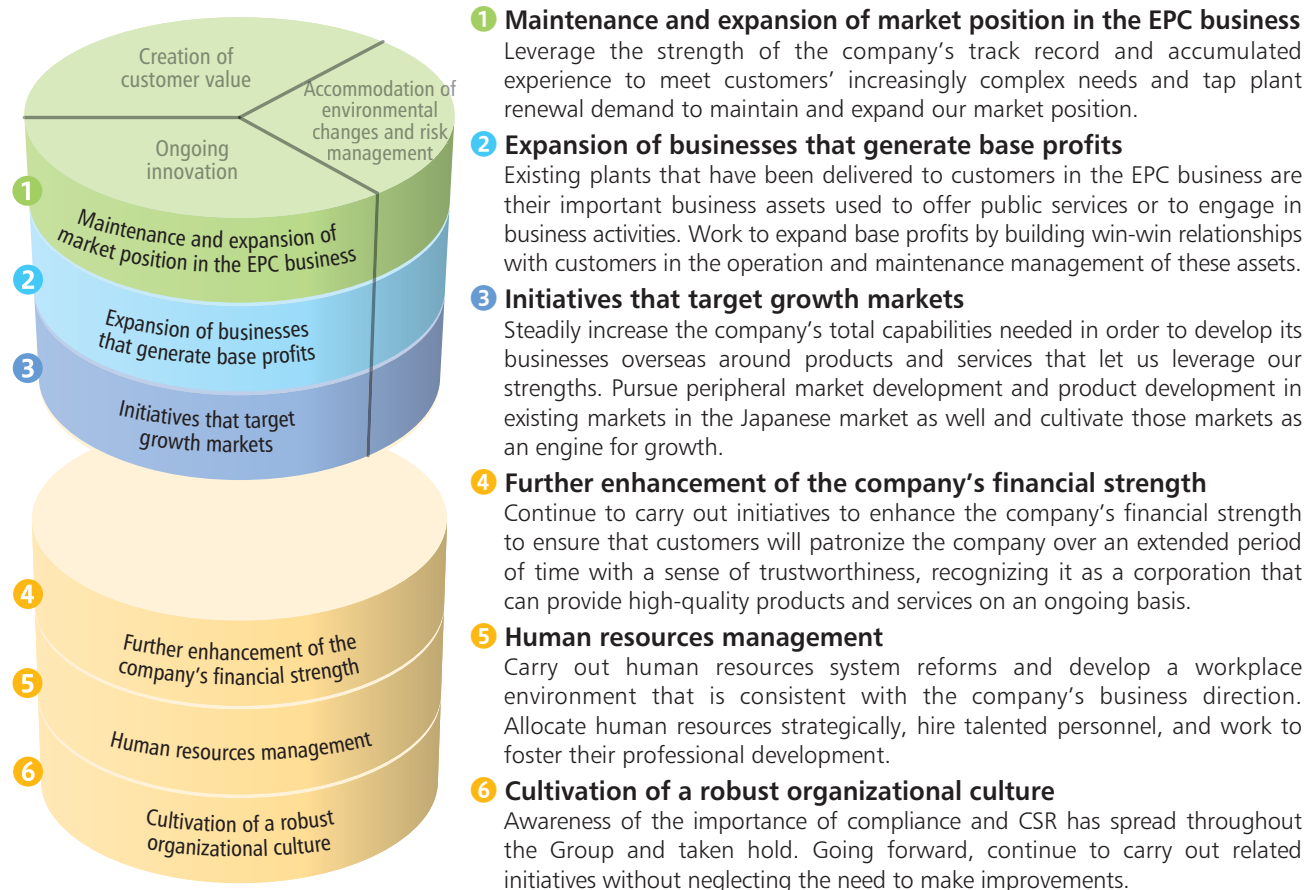 Creation of
customer value
Accommodation of
environmental
changes and risk
management
Ongoing
innovation
1
Maintenance and expansion of
market position in the EPC business
2
Expansion of businesses
that generate base profits
3
Initiatives that target
growth markets
4
Further enhancement of the
company's financial strength
5
Human resources management
6
Cultivation of a robust
organizational culture
1 Maintenance and expansion of market position in the EPC business
Leverage the strength of the company's track record and accumulated
experience to meet customers' increasingly complex needs and tap plant
renewal demand to maintain and expand our market position.
2 Expansion of businesses that generate base profits
Existing plants that have been delivered to customers in the EPC business are
their important business assets used to offer public services or to engage in
business activities. Work to expand base profits by building win-win relationships
with customers in the operation and maintenance management of these assets.
3 Initiatives that target growth markets
Steadily increase the company's total capabilities needed in order to develop its
businesses overseas around products and services that let us leverage our
strengths. Pursue peripheral market development and product development in
existing markets in the Japanese market as well and cultivate those markets as
an engine for growth.
4 Further enhancement of the company's financial strength
Continue to carry out initiatives to enhance the company's financial strength
to ensure that customers will patronize the company over an extended period
of time with a sense of trustworthiness, recognizing it as a corporation that
can provide high-quality products and services on an ongoing basis.
5 Human resources management
Carry out human resources system reforms and develop a workplace
environment that is consistent with the company's business direction.
Allocate human resources strategically, hire talented personnel, and work to
foster their professional development.
6 Cultivation of a robust organizational culture
Awareness of the importance of compliance and CSR has spread throughout
the Group and taken hold. Going forward, continue to carry out related
initiatives without neglecting the need to make improvements.